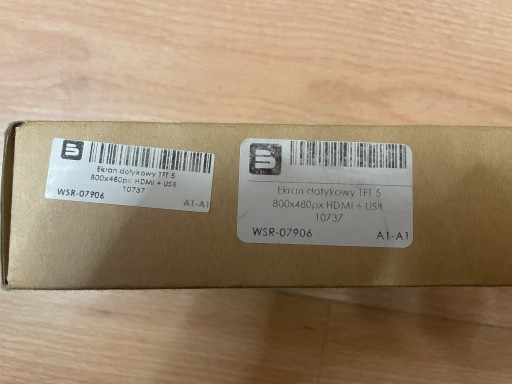 Ekran dotykowy TFT 5
800x480px HDMI + USB
10737
WSR-07906
A1-A1
Ekran dotykowy TFT 5
800x480px HDMI + USB
10737
WSR-07906
A1-A1